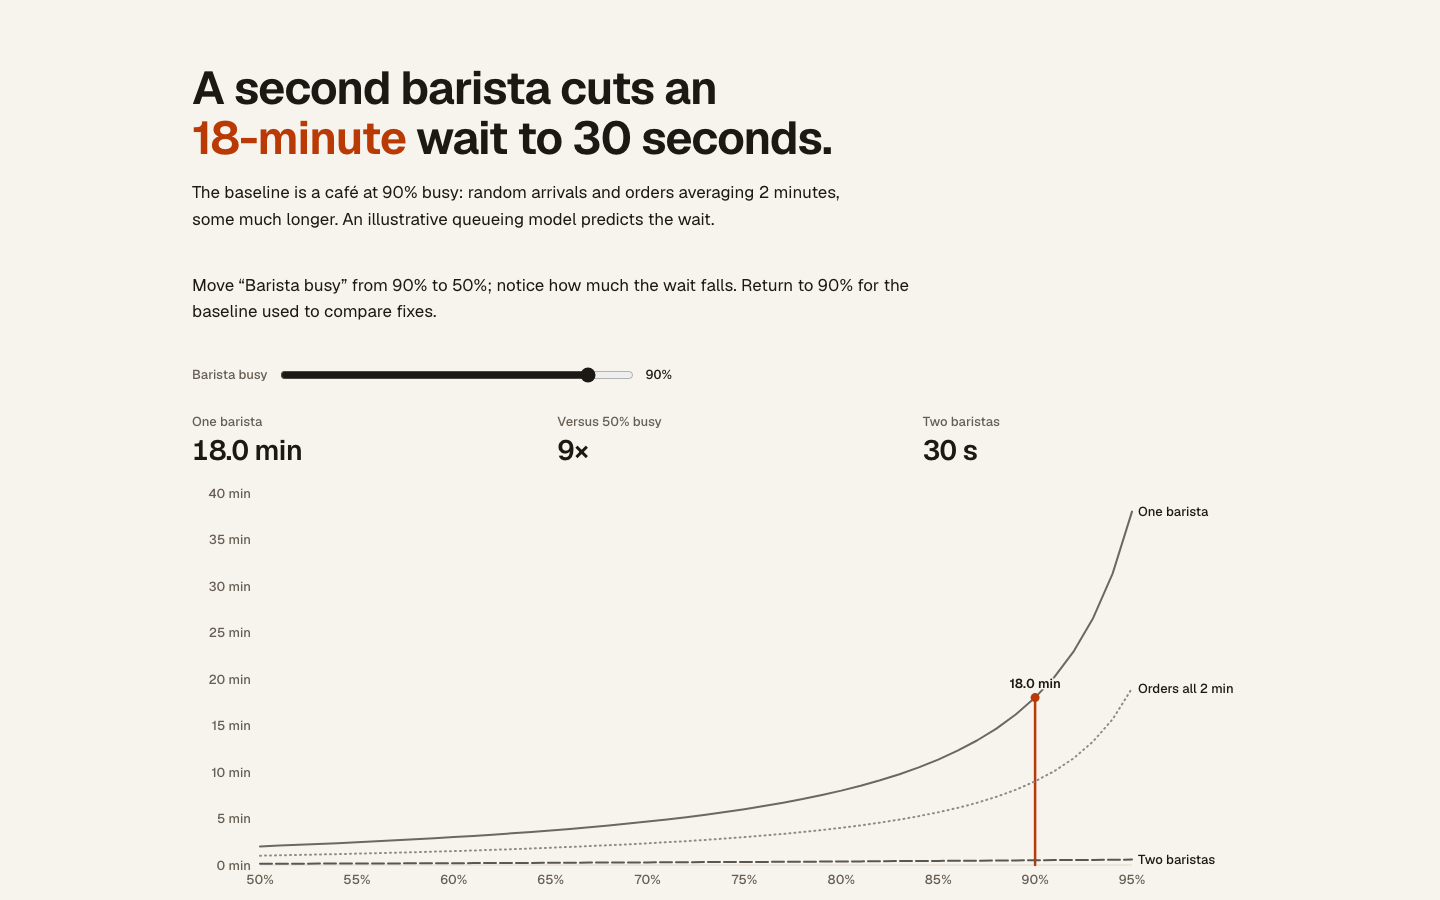 A second barista cuts an
18-minute wait to 30 seconds.
The baseline is a café at 90% busy: random arrivals and orders averaging 2 minutes,
some much longer. An illustrative queueing model predicts the wait.
Move “Barista busy” from 90% to 50%; notice how much the wait falls. Return to 90% for the
baseline used to compare fixes.
Barista busy 90%
One barista Versus 50% busy Two baristas
18.0 min 9× 30 s
40 min
One barista
35 min
30 min
25 min
20 min
18.0 min
Orders all 2 min
15 min
10 min
5 min
Two baristas
0 min
50% 55% 60% 65% 70% 75% 80% 85% 90% 95%